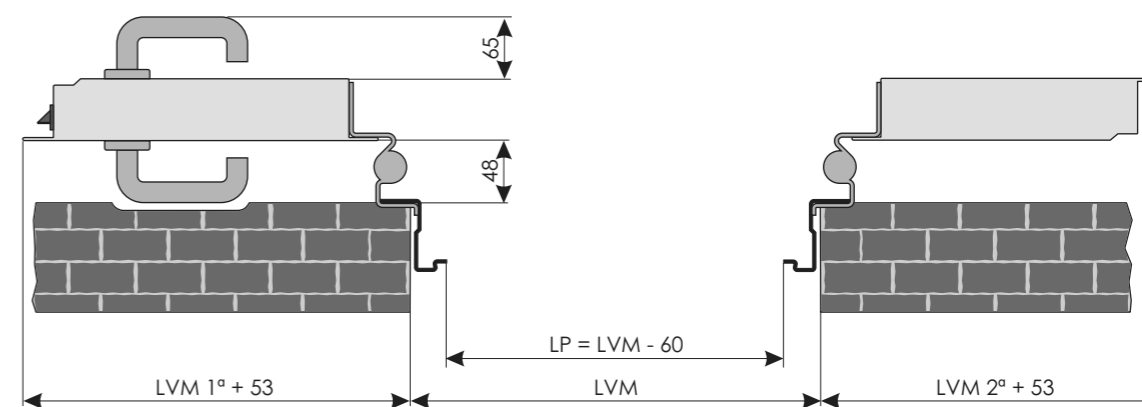 65
48
LP = LVM - 60
LVM 1ª + 53
LVM
LVM 2ª + 53